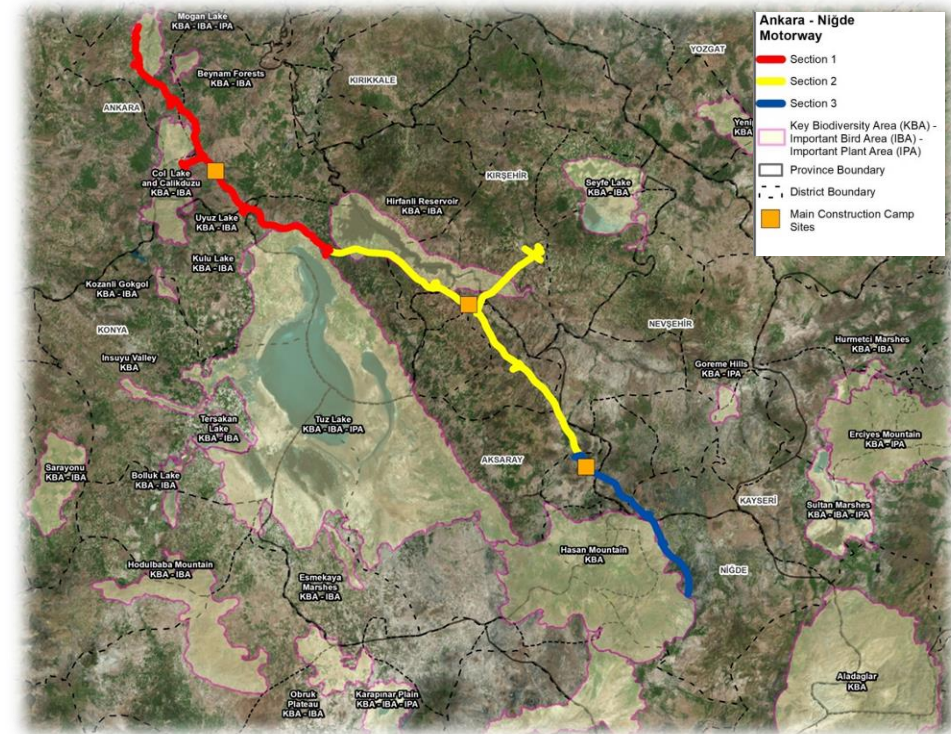 Ankara - Niğde
Motorway
Section 1
Section 2
Section 3
Key Biodiversity Area (KBA) -
Important Bird Area (IBA) -
Important Plant Area (IPA)
Province Boundary
District Boundary
Main Construction Camp
Sites
Mogan Lake
KBA - IBA - IPA
Beynam Forests
KBA - IBA
KIRIKKALE
YOZGAT
ANKARA
KBA
Col Lake
and Calikduzu
KBA - IBA
KIRŞEHİR
Seyfe Lake
KBA - IBA
Hirfanli Reservoir
KBA - IBA
Uyuz Lake
KBA - IBA
Kulu Lake
KBA - IBA
Kozanli Gokgol
KBA - IBA
KONYA
NEVŞEHİR
Hurmetci Marshes
KBA - IBA
Insuyu Valley
KBA
Goreme Hills
KBA - IPA
Tersakan
Lake
KBA - IBA
Tuz Lake
KBA - IBA - IPA
Erciyes Mountain
KBA - IPA
AKSARAY
Sarayonu
KBA - IBA
Bolluk Lake
KBA - IBA
KAYSERİ
Sultan Marshes
KBA - IBA - IPA
Hasan Mountain
KBA
Hodulbaba Mountain
KBA - IBA
NİĞDE
Esmekaya
Marshes
KBA - IBA
Aladaglar
KBA
Obruk
Plateau
KBA - IBA
Karapınar Plain
KBA - IBA - IPA